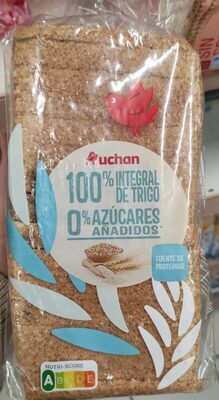 Auchan
100% INTEGRAL
DE TRIGO
0% AZÚCARES
AÑADIDOS*
FUENTE DE
PROTEÍNAS
NUTRI-SCORE
A B C D E